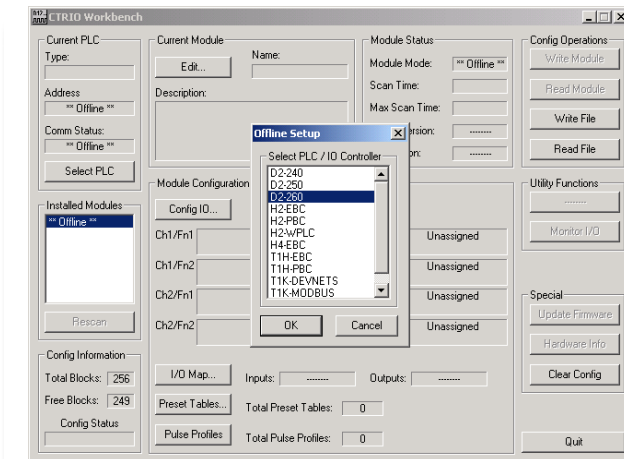 CTRIO Workbench
Current PLC
Type:
Address
** Offline **
Comm Status:
** Offline **
Select PLC
Installed Modules
** Offline **
Rescan
Config Information
Total Blocks: 256
Free Blocks: 249
Config Status
Current Module
Edit...
Name:
Description:
Module Status
Module Mode: ** Offline **
Scan Time:
Max Scan Time:
ersion: --------
on: --------
Config Operations
Write Module
Read Module
Write File
Read File
Utility Functions
--------
Monitor I/O
Special
Update Firmware
Hardware Info
Clear Config
Quit
Module Configuration
Config IO...
Ch1/Fn1 Unassigned
Ch1/Fn2 Unassigned
Ch2/Fn1 Unassigned
Ch2/Fn2 Unassigned
I/O Map...
Inputs: --------
Outputs: --------
Preset Tables...
Total Preset Tables: 0
Pulse Profiles
Total Pulse Profiles: 0
Offline Setup
Select PLC / IO Controller
D2-240
D2-250
D2-260
H2-EBC
H2-PBC
H2-WPLC
H4-EBC
T1H-EBC
T1H-PBC
T1K-DEVNETS
T1K-MODBUS
OK
Cancel